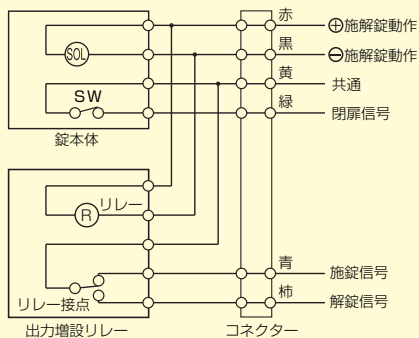 赤 ⊕施解錠動作
SOL 黒 ⊖施解錠動作
黄 共通
SW 緑 閉扉信号
錠本体
リレー
R
青 施錠信号
リレー接点 柿 解錠信号
出力増設リレー コネクター